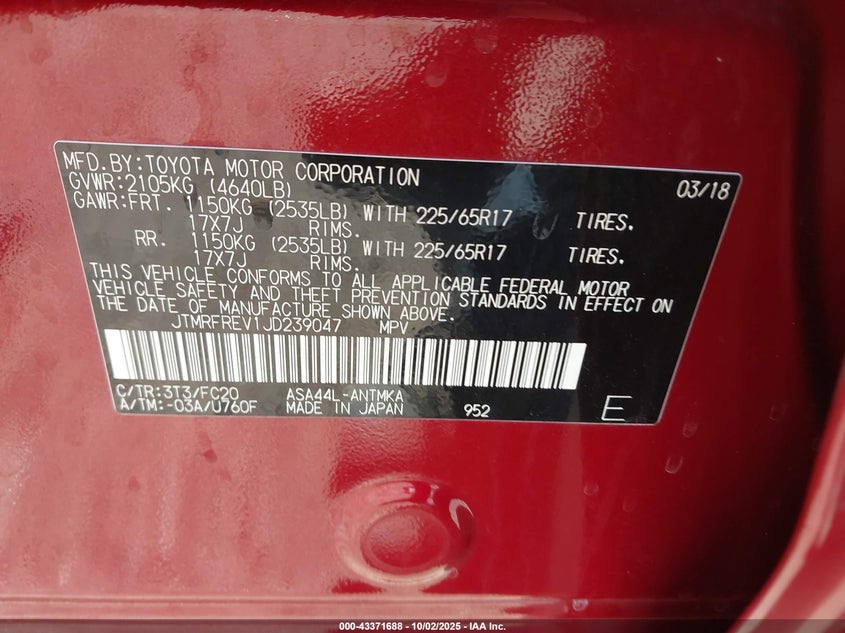 MFD.BY:TOYOTA MOTOR CORPORATION 03/18
GVWR:2105KG (4640LB)
GAWR:FRT. 1150KG (2535LB) WITH 225/65R17 TIRES.
17X7J RIMS.
RR. 1150KG (2535LB) WITH 225/65R17 TIRES.
17X7J RIMS.
THIS VEHICLE CONFORMS TO ALL APPLICABLE FEDERAL MOTOR
VEHICLE SAFETY AND THEFT PREVENTION STANDARDS IN EFFECT ON
THE DATE OF MANUFACTURE SHOWN ABOVE.
JTMRFREV1JD239047 MPV
C/TR:3T3/FC20 ASA44L-ANTMKA
A/TM:-03A/U760F MADE IN JAPAN 952 E
000-43371688 - 10/02/2025 - IAA Inc.